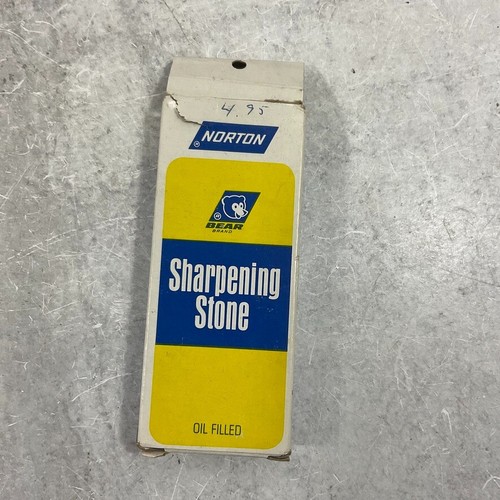 4.95
® NORTON
®
BEAR
BRAND
Sharpening
Stone
OIL FILLED